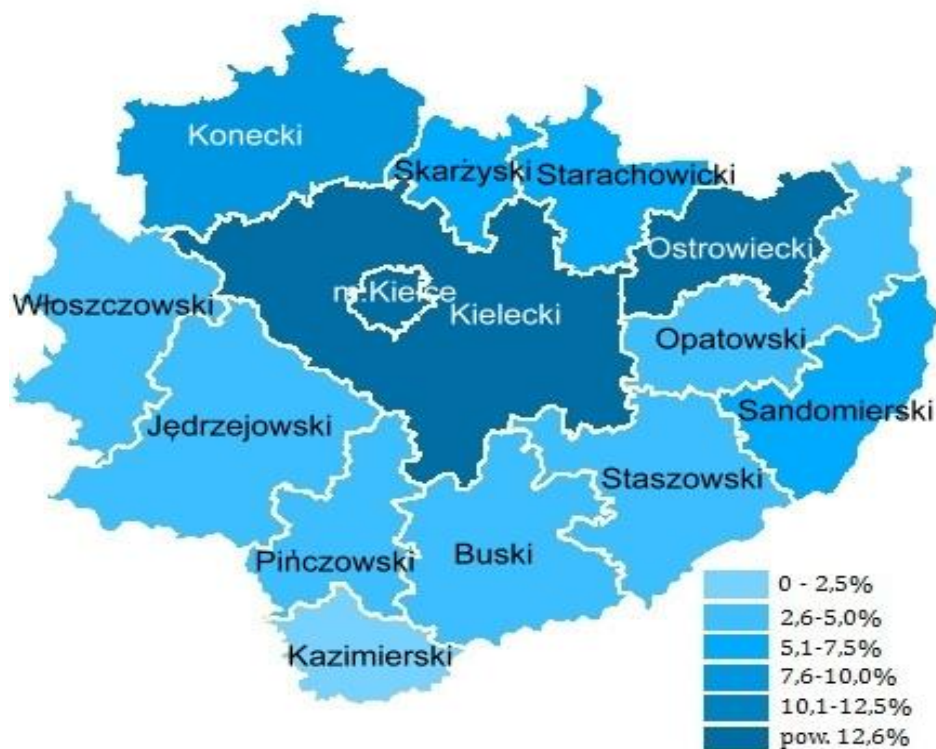 Konecki
Skarżyski
Starachowicki
Ostrowiecki
Włoszczowski
m.Kielce
Kielecki
Opatowski
Sandomierski
Jędrzejowski
Staszowski
Pińczowski
Buski
Kazimierski
0 - 2,5%
2,6-5,0%
5,1-7,5%
7,6-10,0%
10,1-12,5%
pow. 12,6%